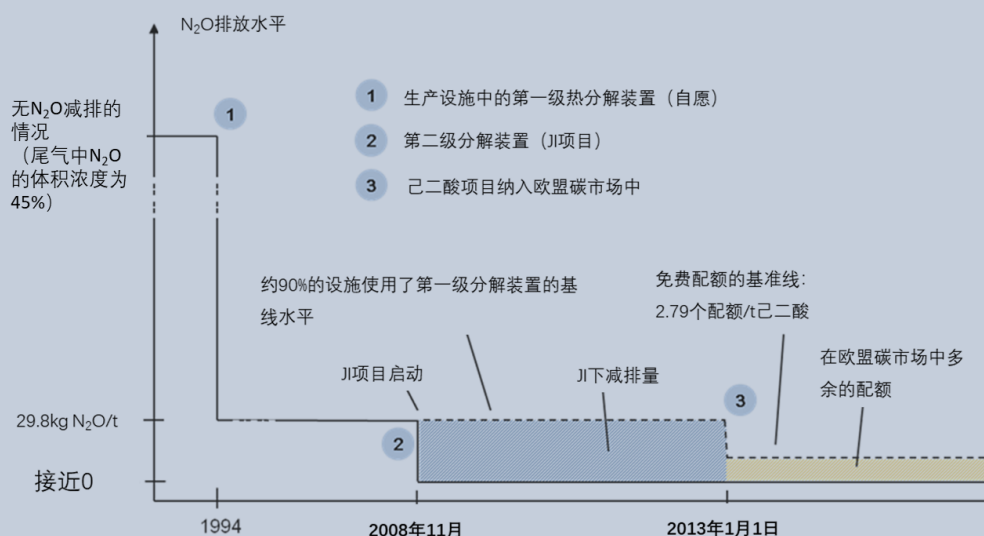 N₂O排放水平
无N₂O减排的
情况
（尾气中N₂O
的体积浓度为
45%）
1
1 生产设施中的第一级热分解装置（自愿）
2 第二级分解装置（JI项目）
3 己二酸项目纳入欧盟碳市场中
约90%的设施使用了第一级分解装置的基
线水平
免费配额的基准线：
2.79个配额/t己二酸
JI项目启动
JI下减排量
在欧盟碳市场中多
余的配额
3
29.8kg N₂O/t
2
接近0
1994
2008年11月
2013年1月1日